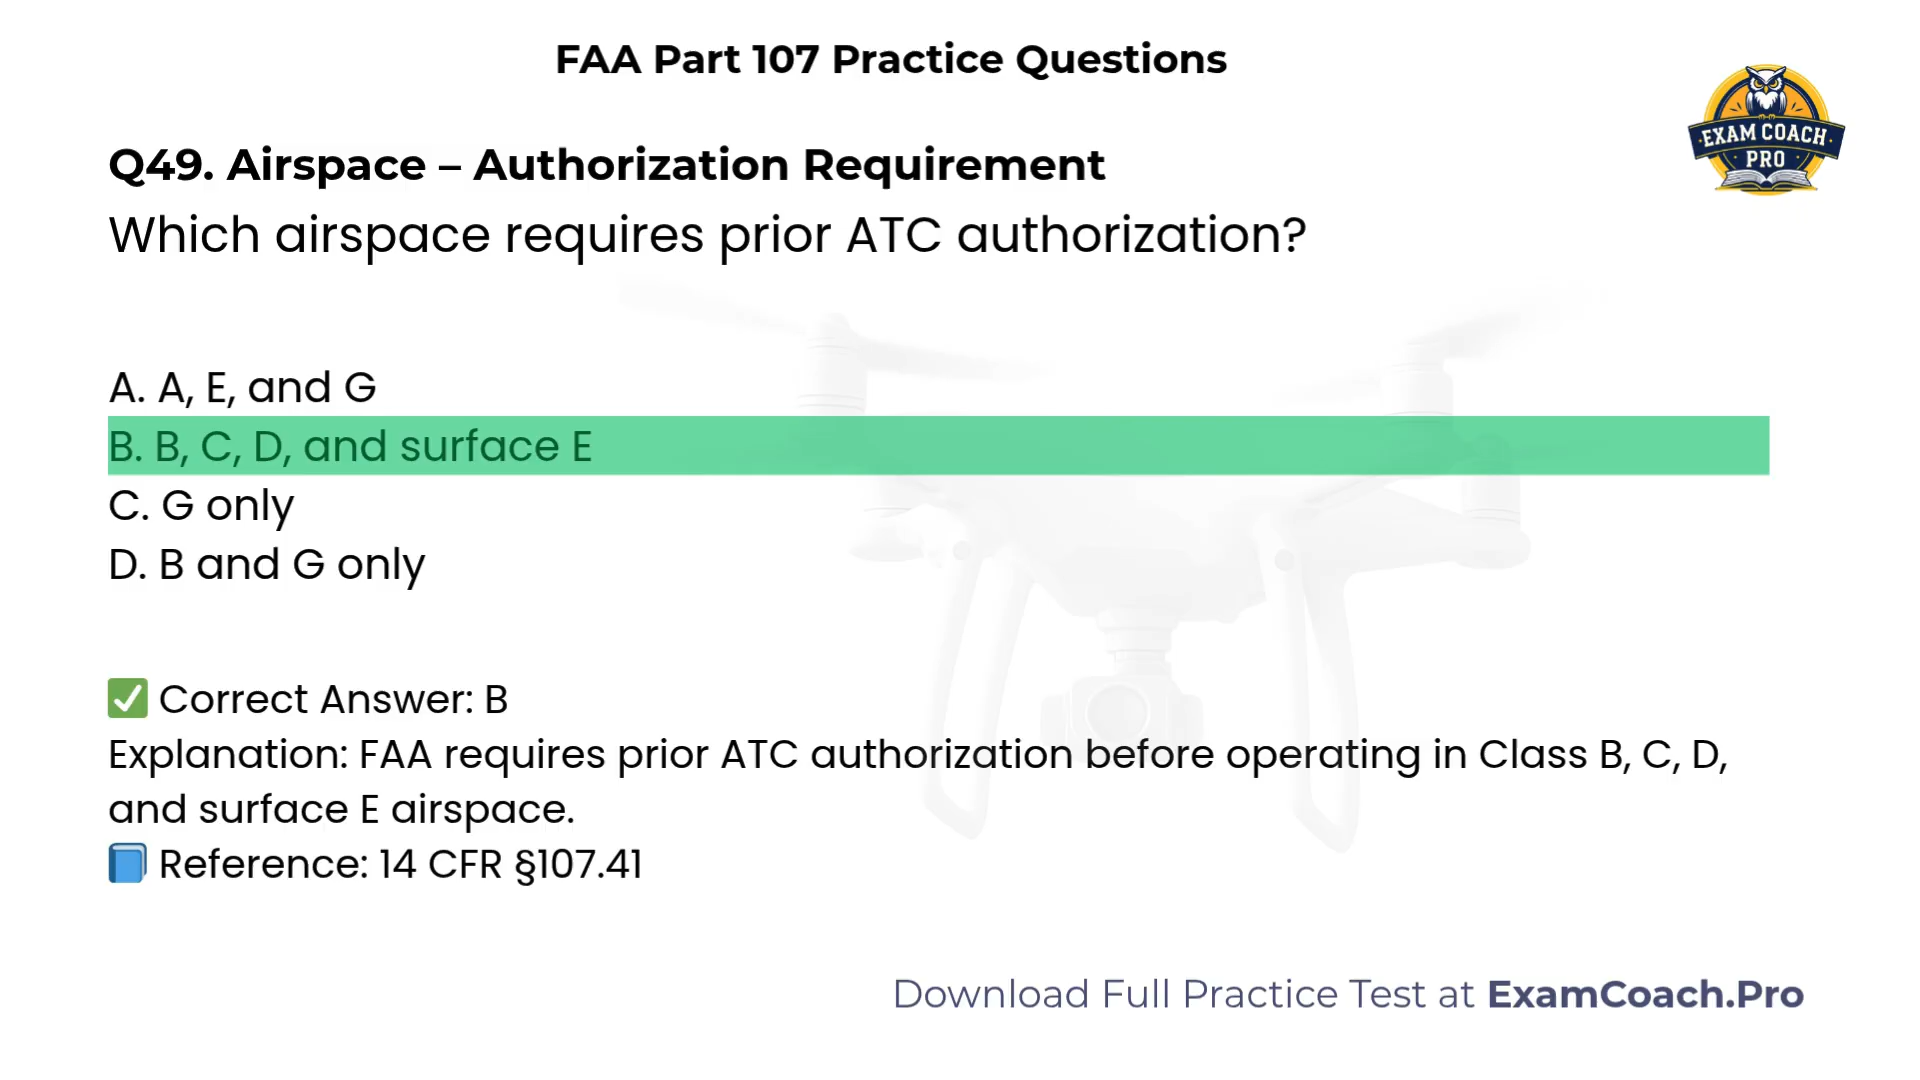 FAA Part 107 Practice Questions
EXAM COACH
PRO
Q49. Airspace – Authorization Requirement
Which airspace requires prior ATC authorization?
A. A, E, and G
B. B, C, D, and surface E
C. G only
D. B and G only
✅ Correct Answer: B
Explanation: FAA requires prior ATC authorization before operating in Class B, C, D,
and surface E airspace.
📘 Reference: 14 CFR §107.41
Download Full Practice Test at ExamCoach.Pro